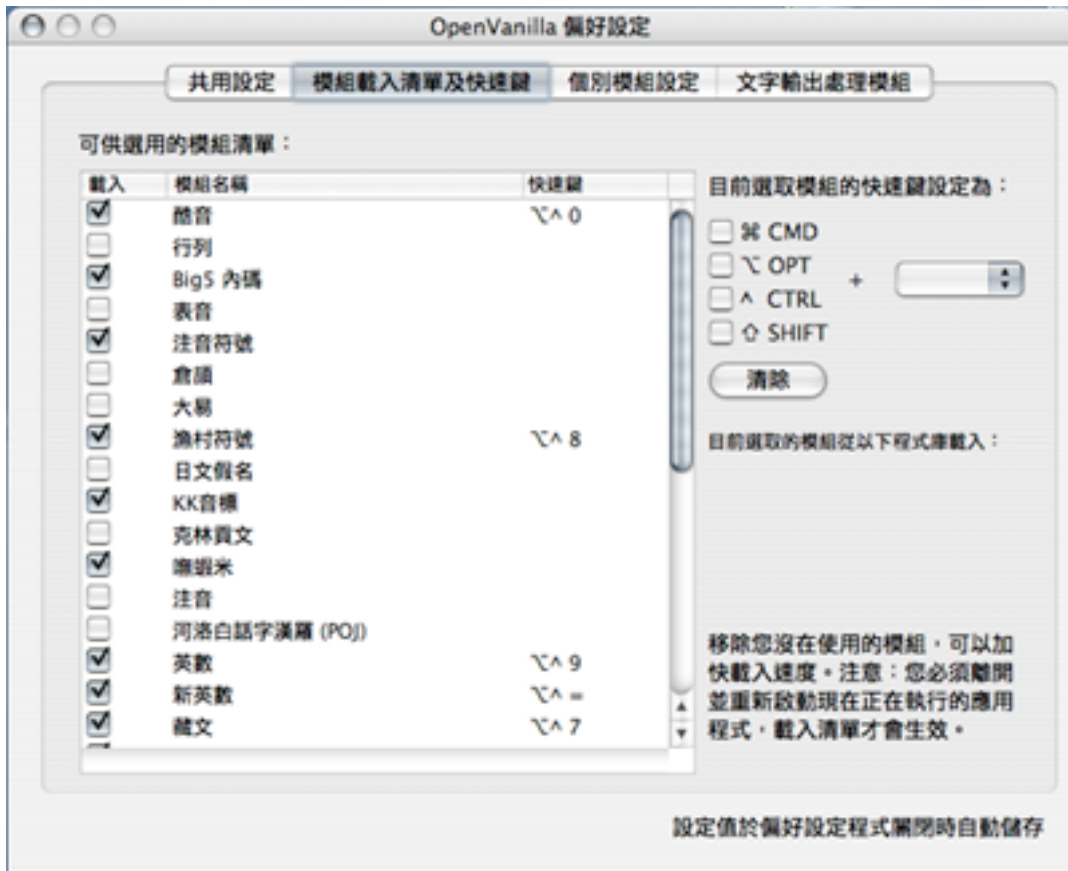 OpenVanilla 偏好設定
共用設定 模組載入清單及快速鍵 個別模組設定 文字輸出處理模組
可供選用的模組清單：
載入 模組名稱 快速鍵
酷音 ⌥^ 0
行列
Big5 內碼
表音
注音符號
倉頡
大易
漁村符號 ⌥^ 8
日文假名
KK音標
克林貢文
嘸蝦米
注音
河洛白話字漢羅 (POJ)
英數 ⌥^ 9
新英數 ⌥^ =
藏文 ⌥^ 7
目前選取模組的快速鍵設定為：
⌘ CMD
⌥ OPT
+
^ CTRL
⇧ SHIFT
清除
目前選取的模組從以下程式庫載入：
移除您沒在使用的模組，可以加
快載入速度。注意：您必須離開
並重新啟動現在正在執行的應用
程式，載入清單才會生效。
設定值於偏好設定程式關閉時自動儲存